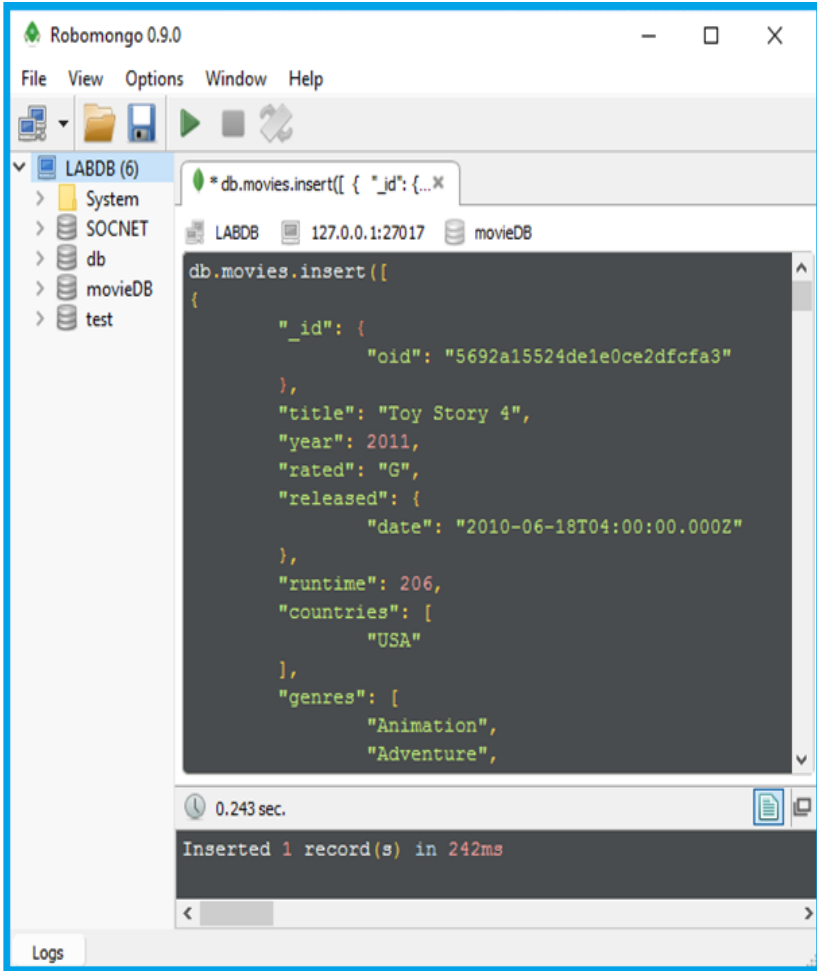 Robomongo 0.9.0
File View Options Window Help
LABDB (6)
System
SOCNET
db
movieDB
test
* db.movies.insert([ { "_id": {...
LABDB 127.0.0.1:27017 movieDB
db.movies.insert([
{
"_id": {
"oid": "5692a15524de1e0ce2dfcfa3"
},
"title": "Toy Story 4",
"year": 2011,
"rated": "G",
"released": {
"date": "2010-06-18T04:00:00.000Z"
},
"runtime": 206,
"countries": [
"USA"
],
"genres": [
"Animation",
"Adventure",
0.243 sec.
Inserted 1 record(s) in 242ms
Logs